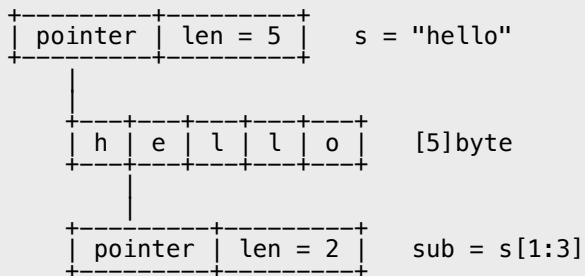 pointer | len = 5 s = "hello"
h | e | l | l | o [5]byte
pointer | len = 2 sub = s[1:3]